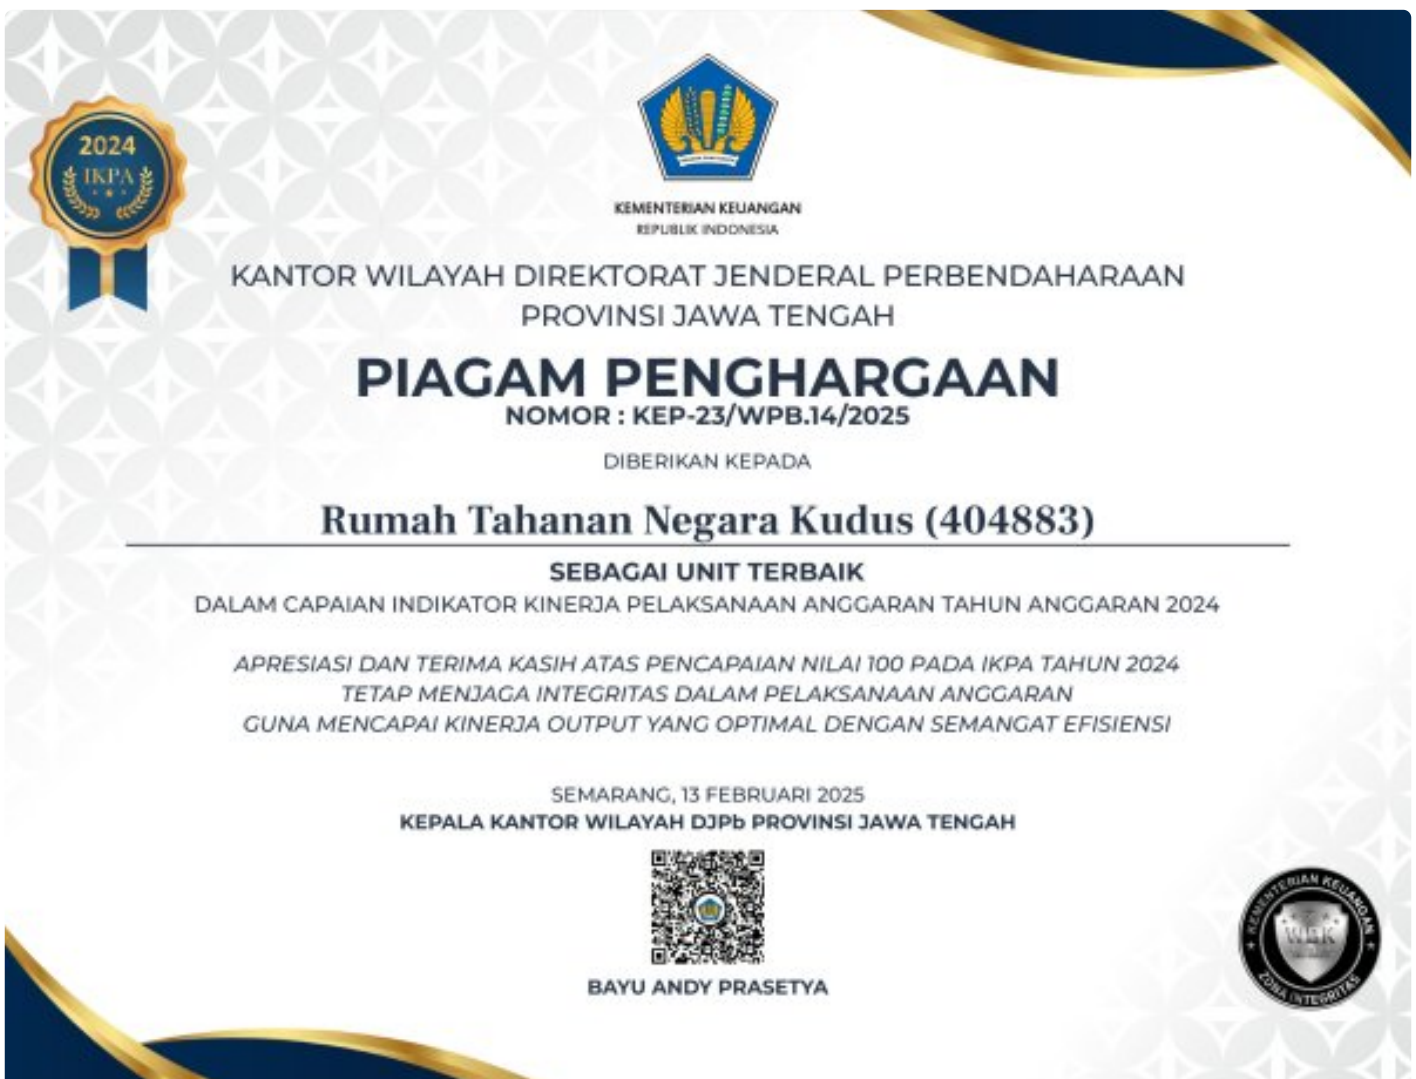 2024
IKPA
KEMENTERIAN KEUANGAN
REPUBLIK INDONESIA
KANTOR WILAYAH DIREKTORAT JENDERAL PERBENDAHARAAN
PROVINSI JAWA TENGAH
PIAGAM PENGHARGAAN
NOMOR : KEP-23/WPB.14/2025
DIBERIKAN KEPADA
Rumah Tahanan Negara Kudus (404883)
SEBAGAI UNIT TERBAIK
DALAM CAPAIAN INDIKATOR KINERJA PELAKSANAAN ANGGARAN TAHUN ANGGARAN 2024
APRESIASI DAN TERIMA KASIH ATAS PENCAPAIAN NILAI 100 PADA IKPA TAHUN 2024
TETAP MENJAGA INTEGRITAS DALAM PELAKSANAAN ANGGARAN
GUNA MENCAPAI KINERJA OUTPUT YANG OPTIMAL DENGAN SEMANGAT EFISIENSI
SEMARANG, 13 FEBRUARI 2025
KEPALA KANTOR WILAYAH DJPb PROVINSI JAWA TENGAH
BAYU ANDY PRASETYA
KEMENTERIAN KEUANGAN
WBK
ZONA INTEGRITAS